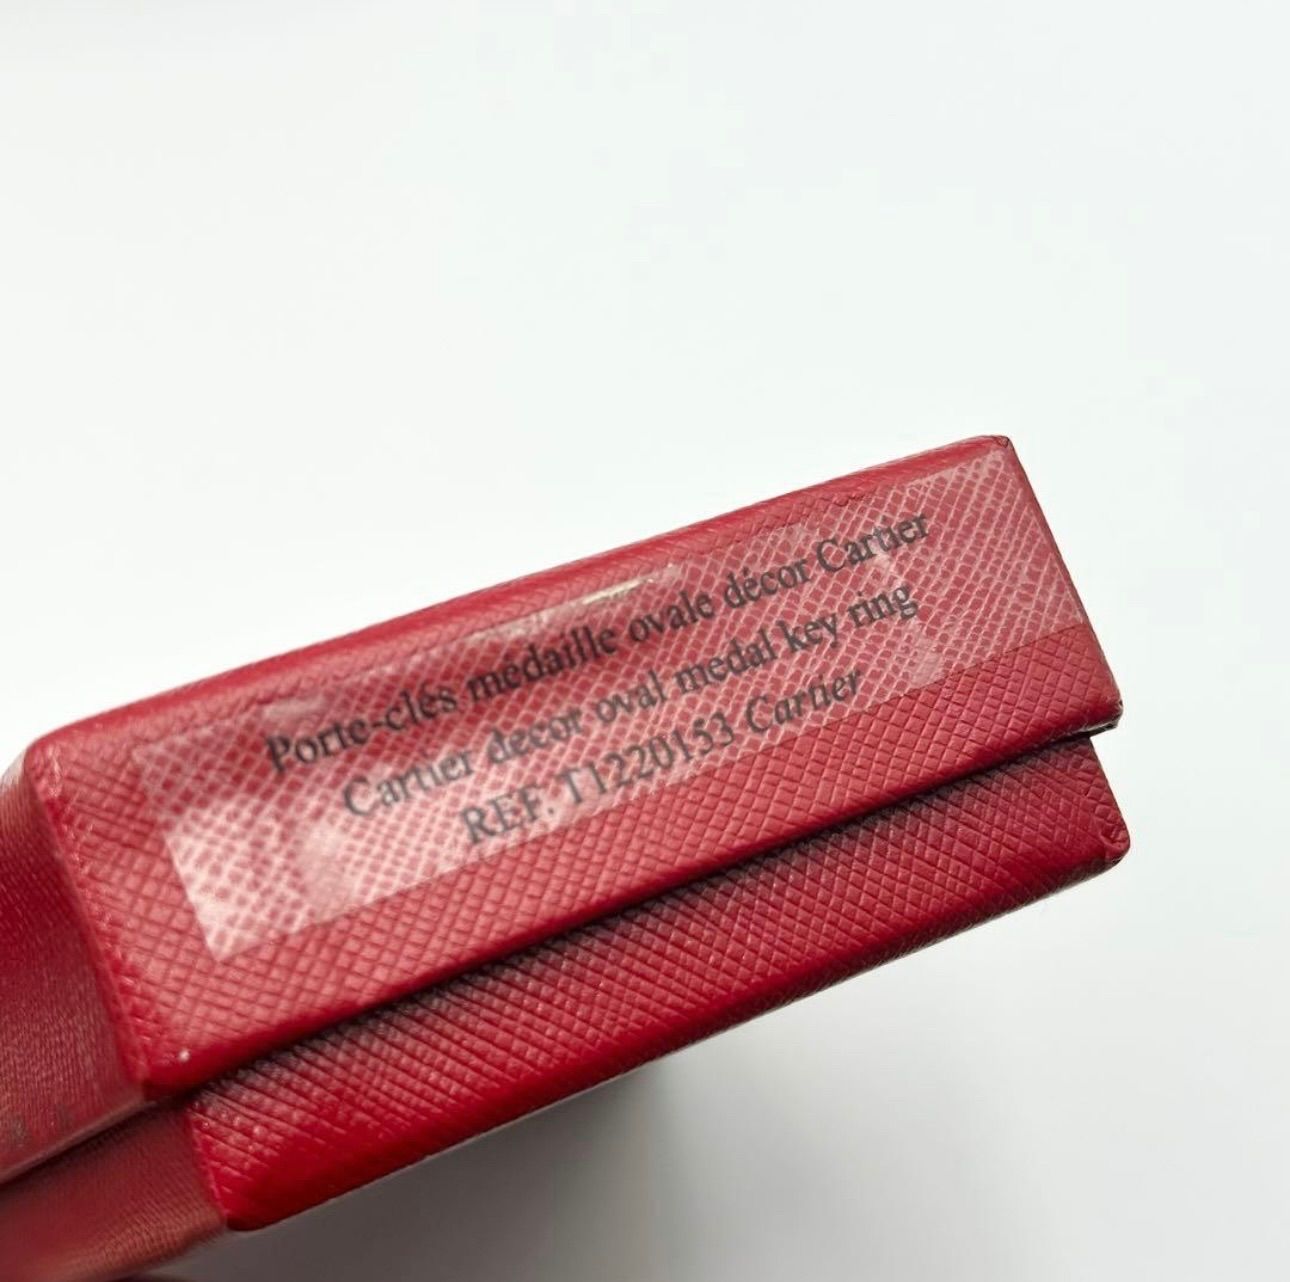 Porte-clés médaille ovale décor Cartier
Cartier decor oval medal key ring
REF. T1220153 Cartier